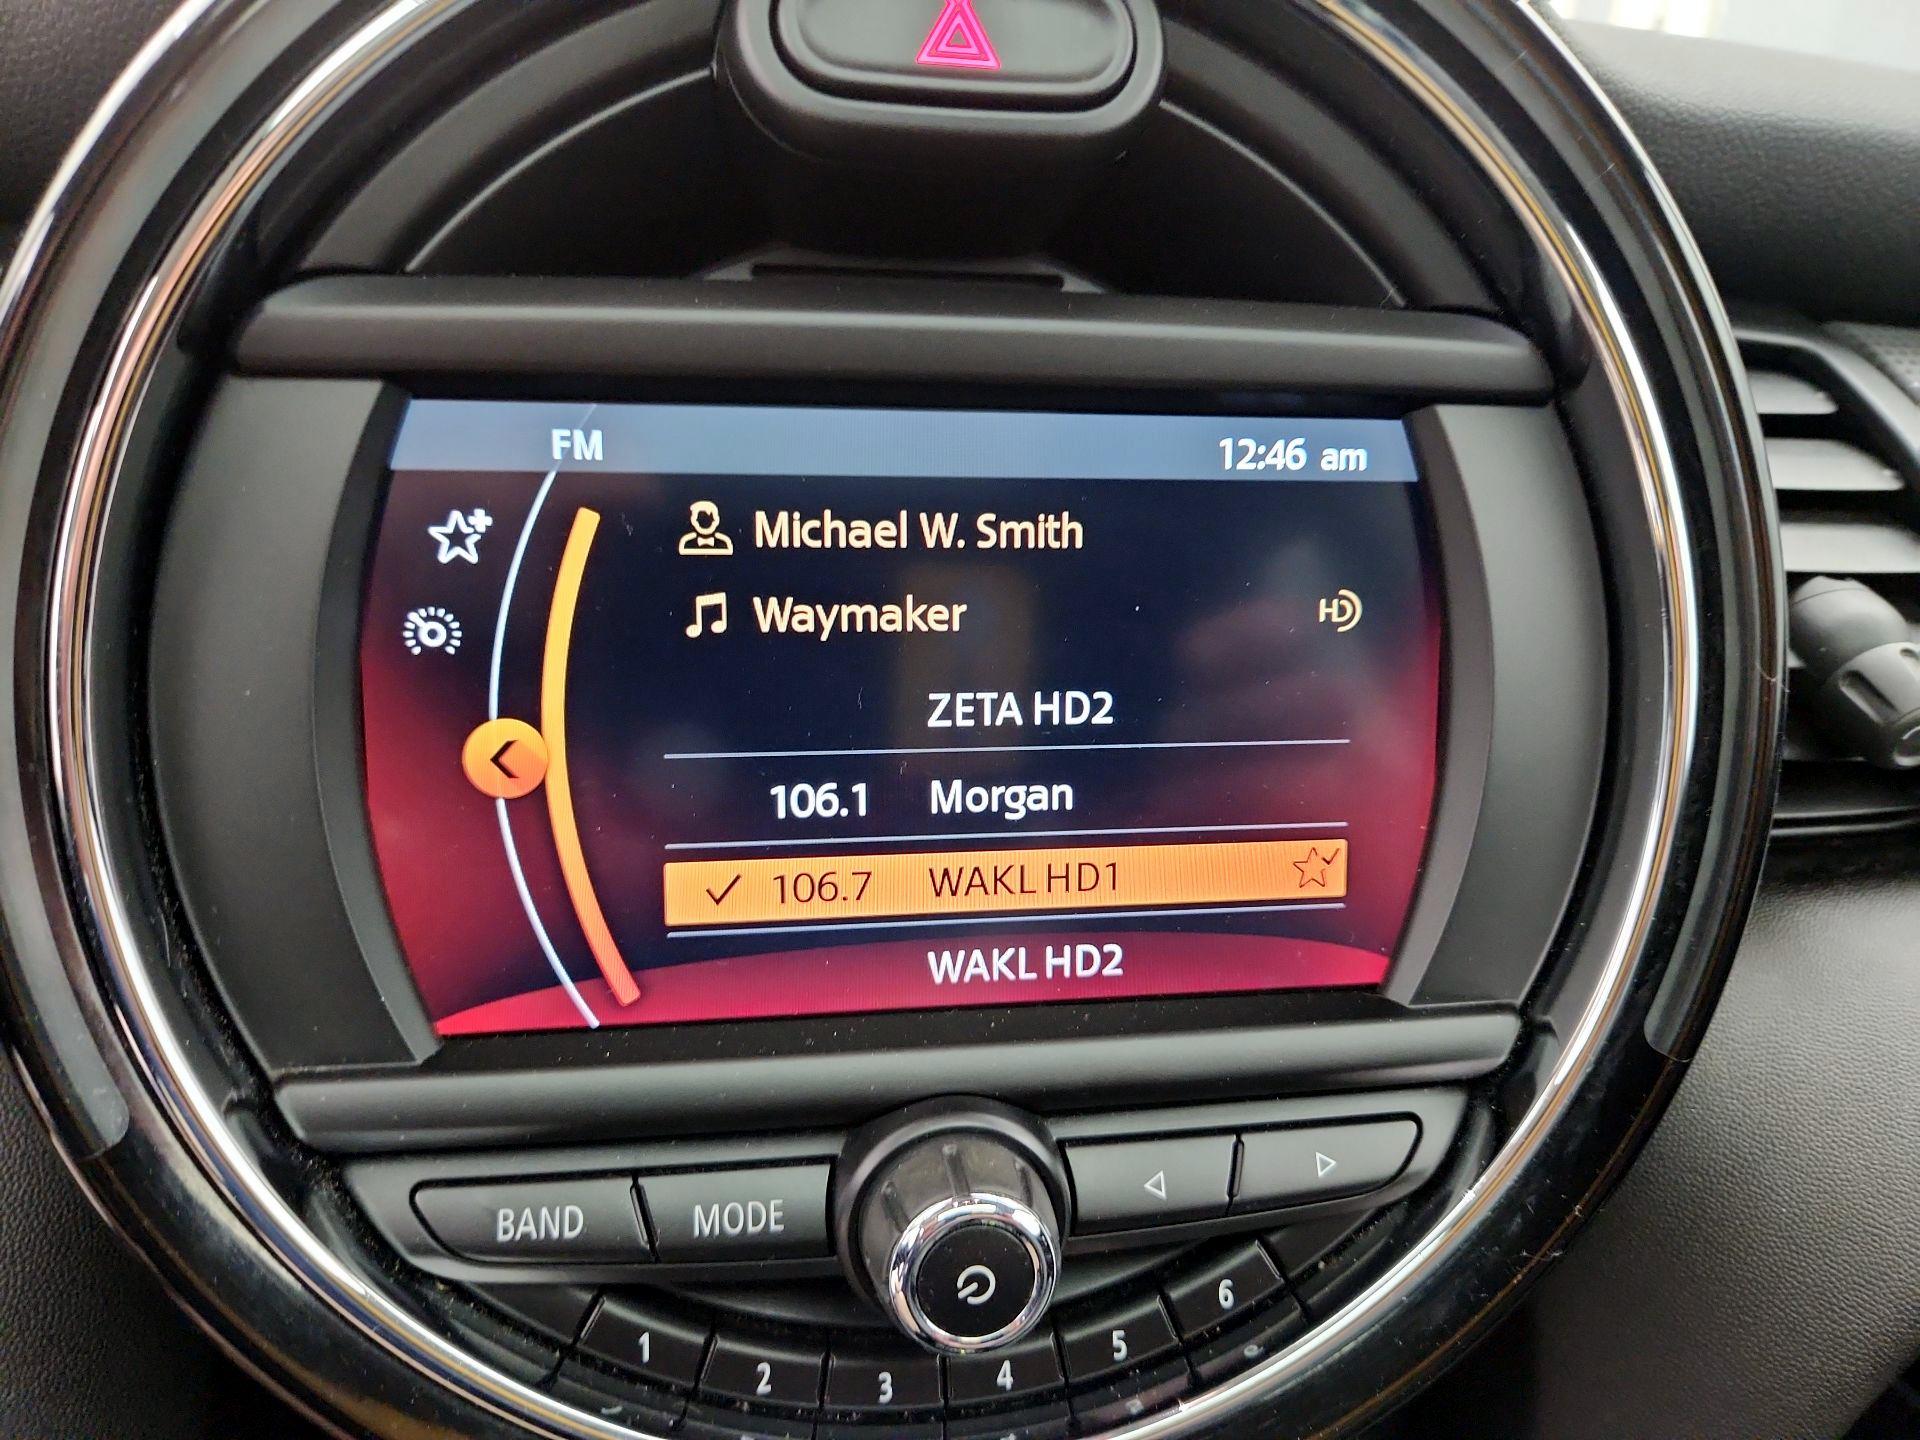 FM 12:46 am
Michael W. Smith
Waymaker HD
ZETA HD2
106.1 Morgan
106.7 WAKL HD1
WAKL HD2
BAND MODE
1 2 3 4 5 6